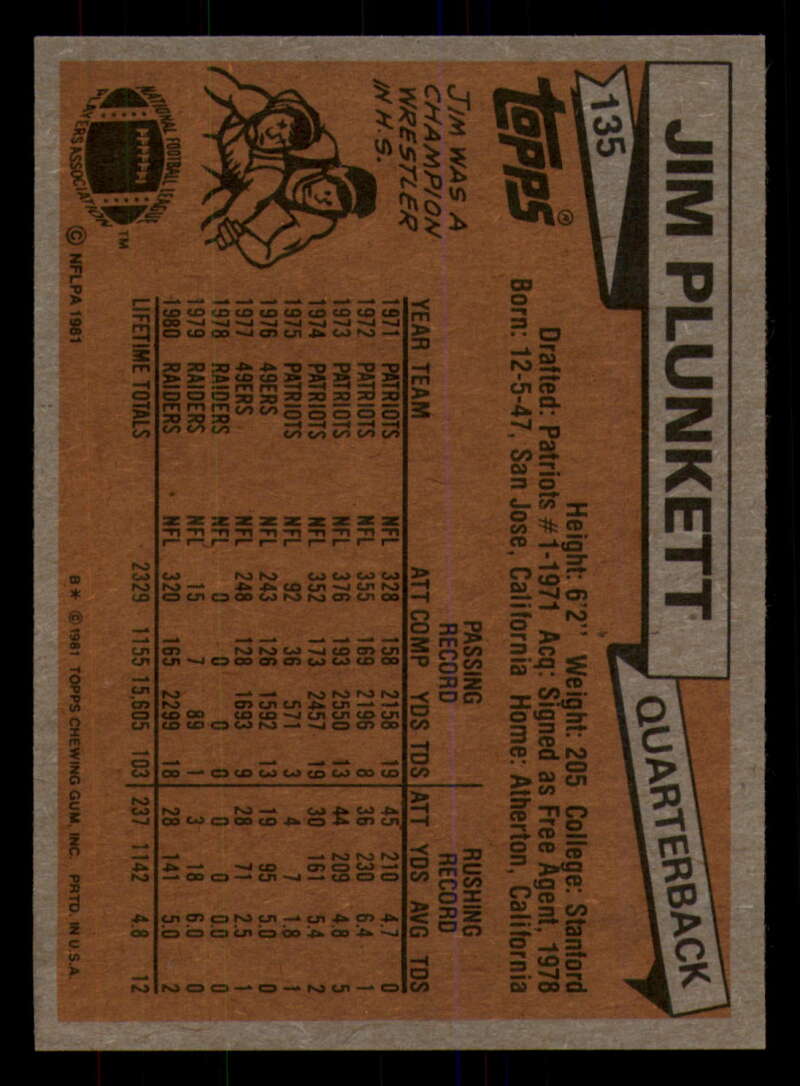 135
JIM PLUNKETT
QUARTERBACK
topps®
Height: 6'2" Weight: 205 College: Stanford
Drafted: Patriots #1-1971 Acq: Signed as Free Agent, 1978
Born: 12-5-47, San Jose, California Home: Atherton, California
JIM WAS A
CHAMPION
WRESTLER
IN H.S.
PASSING RECORD RUSHING RECORD
YEAR TEAM ATT COMP YDS TDS ATT YDS AVG TDS
1971 PATRIOTS NFL 328 158 2158 19 45 210 4.7 0
1972 PATRIOTS NFL 355 169 2196 8 36 230 6.4 1
1973 PATRIOTS NFL 376 193 2550 13 44 209 4.8 5
1974 PATRIOTS NFL 352 173 2457 19 30 161 5.4 2
1975 PATRIOTS NFL 92 36 571 3 4 7 1.8 1
1976 49ERS NFL 243 126 1592 13 19 95 5.0 0
1977 49ERS NFL 248 128 1693 9 28 71 2.5 1
1978 RAIDERS NFL 0 0 0 0 0 0 0.0 0
1979 RAIDERS NFL 15 7 89 1 3 18 6.0 0
1980 RAIDERS NFL 320 165 2299 18 28 141 5.0 2
LIFETIME TOTALS 2329 1155 15,605 103 237 1142 4.8 12
NATIONAL FOOTBALL LEAGUE
PLAYERS ASSOCIATION
TM
© NFLPA 1981
B* © 1981 TOPPS CHEWING GUM, INC. PRTD. IN U.S.A.